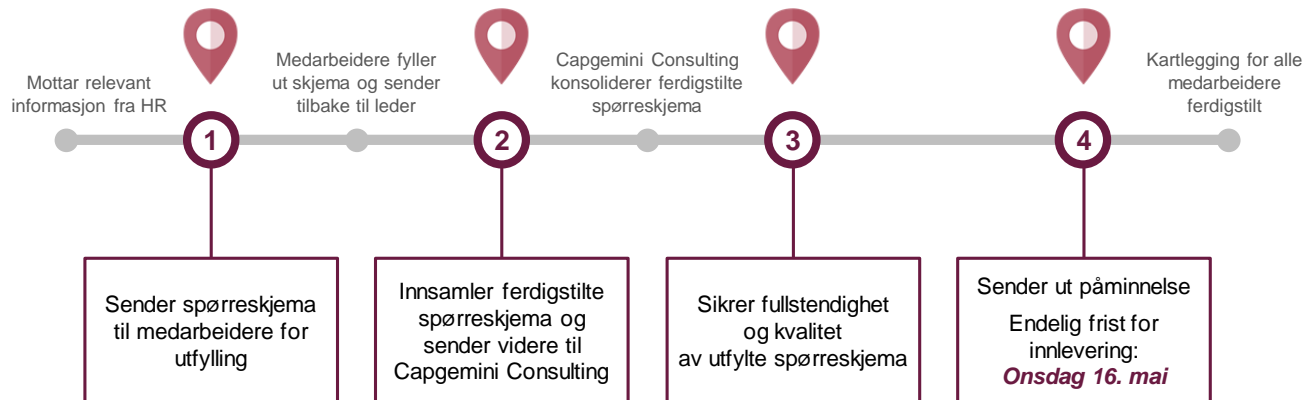 Mottar relevant
informasjon fra HR
Medarbeidere fyller
ut skjema og sender
tilbake til leder
Capgemini Consulting
konsoliderer ferdigstilte
spørreskjema
Kartlegging for alle
medarbeidere
ferdigstilt
1
2
3
4
Sender spørreskjema
til medarbeidere for
utfylling
Innsamler ferdigstilte
spørreskjema og
sender videre til
Capgemini Consulting
Sikrer fullstendighet
og kvalitet
av utfylte spørreskjema
Sender ut påminnelse
Endelig frist for
innlevering:
Onsdag 16. mai